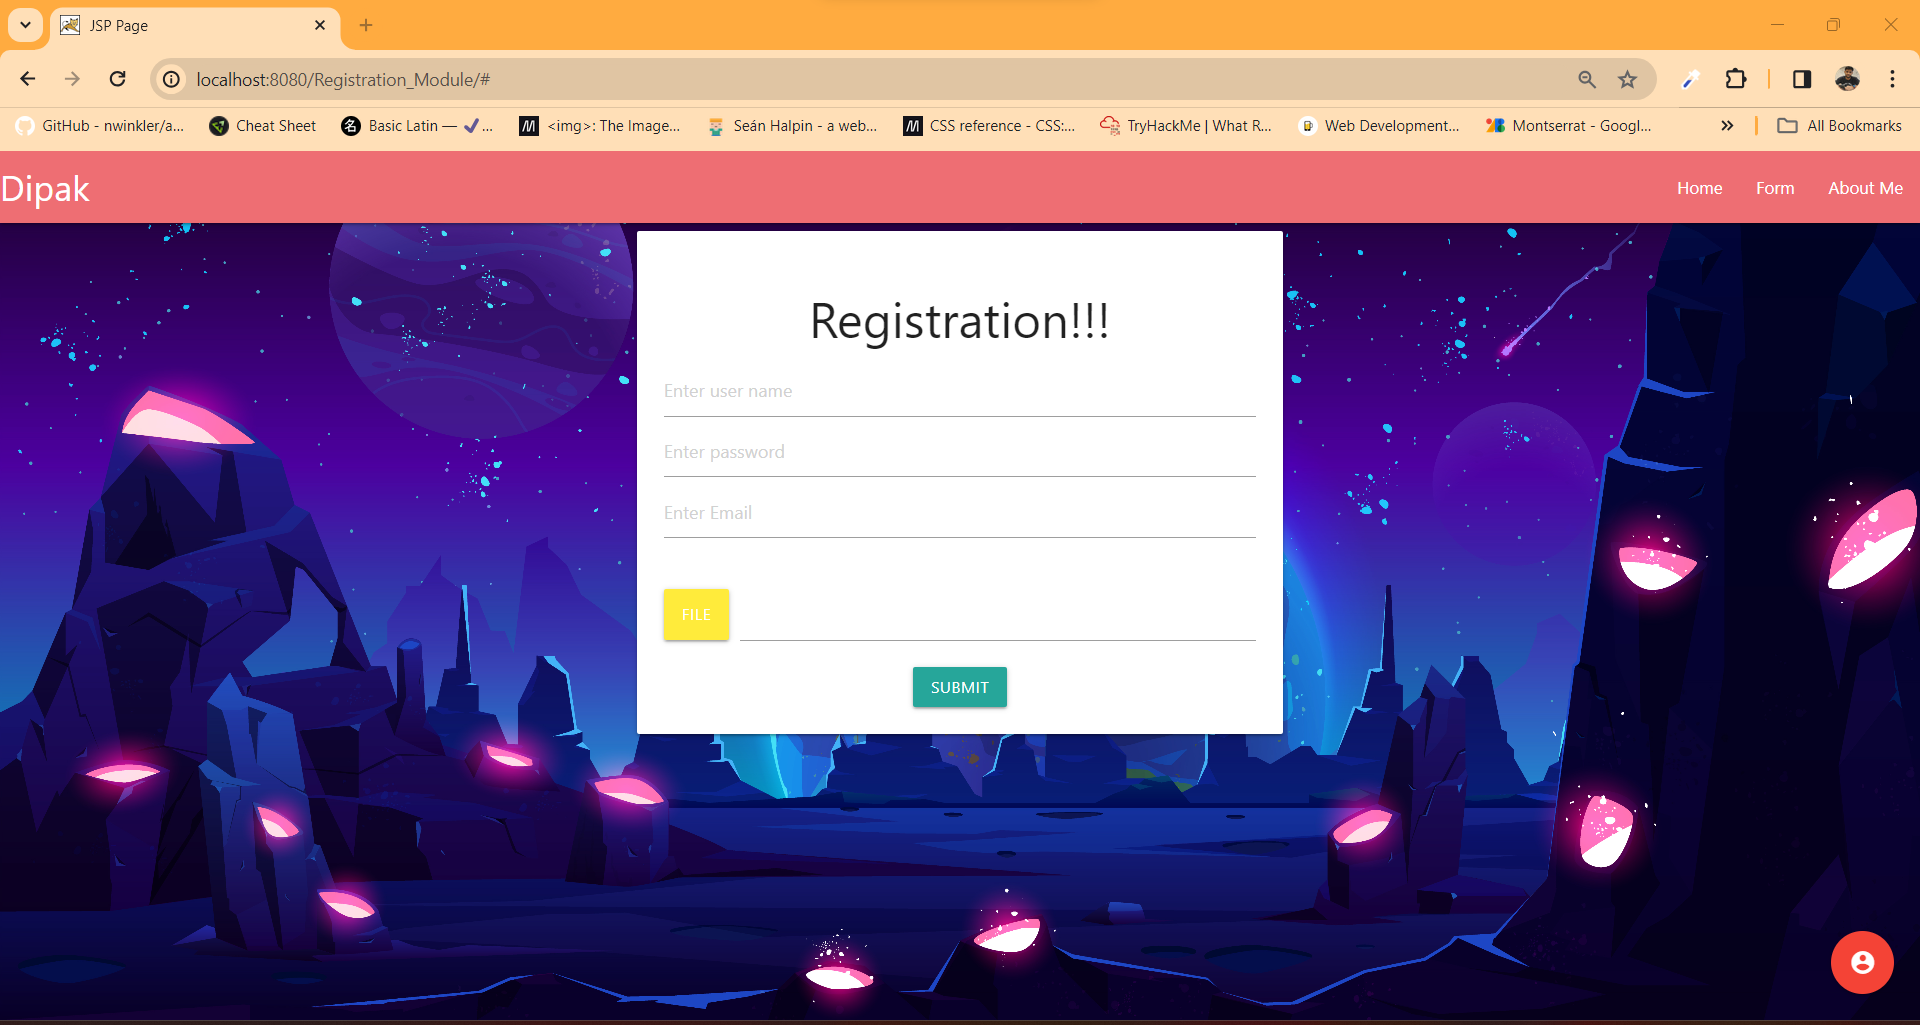 JSP Page
localhost:8080/Registration_Module/#
GitHub - nwinkler/a... Cheat Sheet 名 Basic Latin — ✔... M <img>: The Image... Seán Halpin - a web... M CSS reference - CSS:... TryHackMe | What R... Web Development... Montserrat - Googl... » All Bookmarks
Dipak Home Form About Me
Registration!!!
Enter user name
Enter password
Enter Email
FILE
SUBMIT